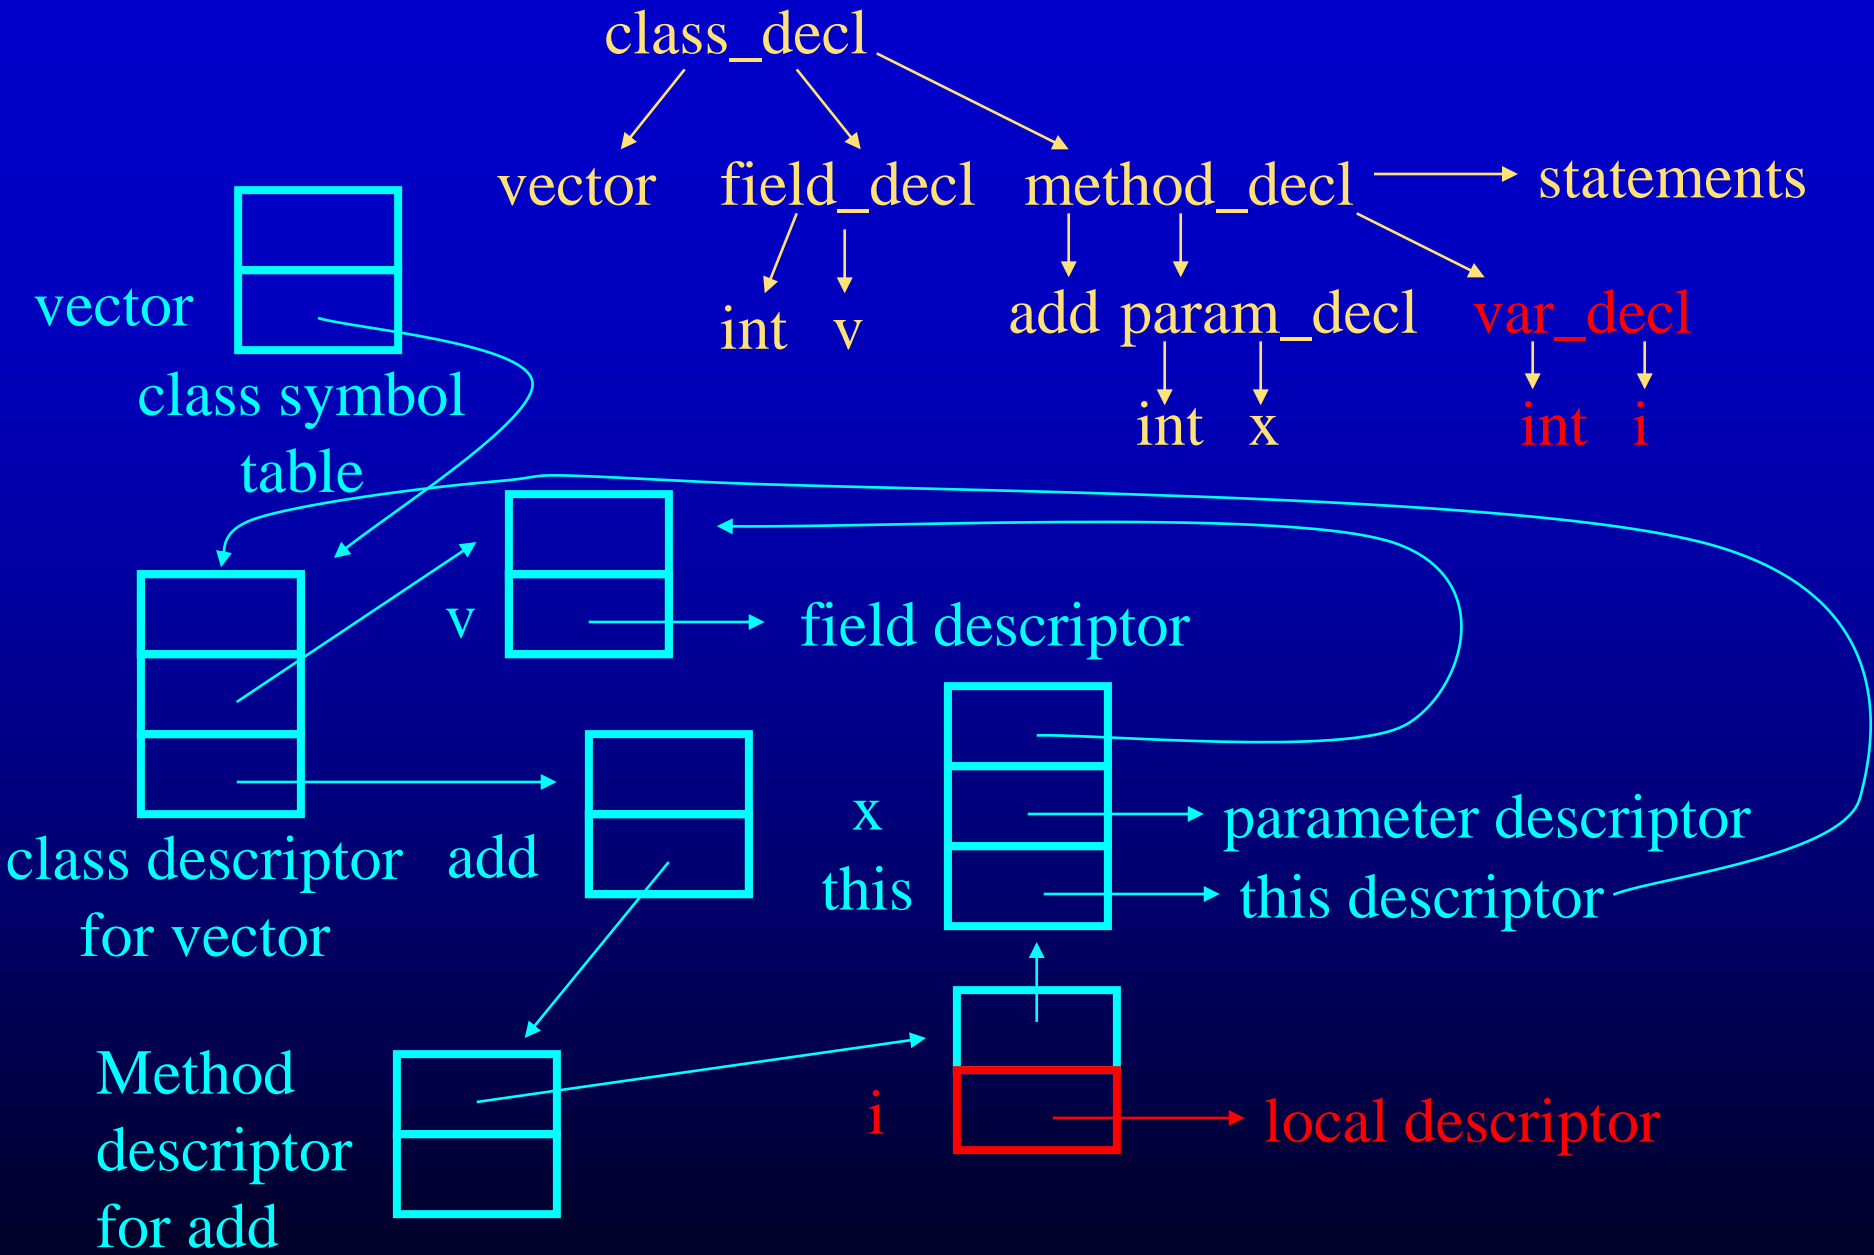 class_decl
vector field_decl method_decl statements
vector
int v add param_decl var_decl
int x int i
class symbol
table
v field descriptor
class descriptor
for vector
add
x parameter descriptor
this this descriptor
Method
descriptor
for add
i local descriptor